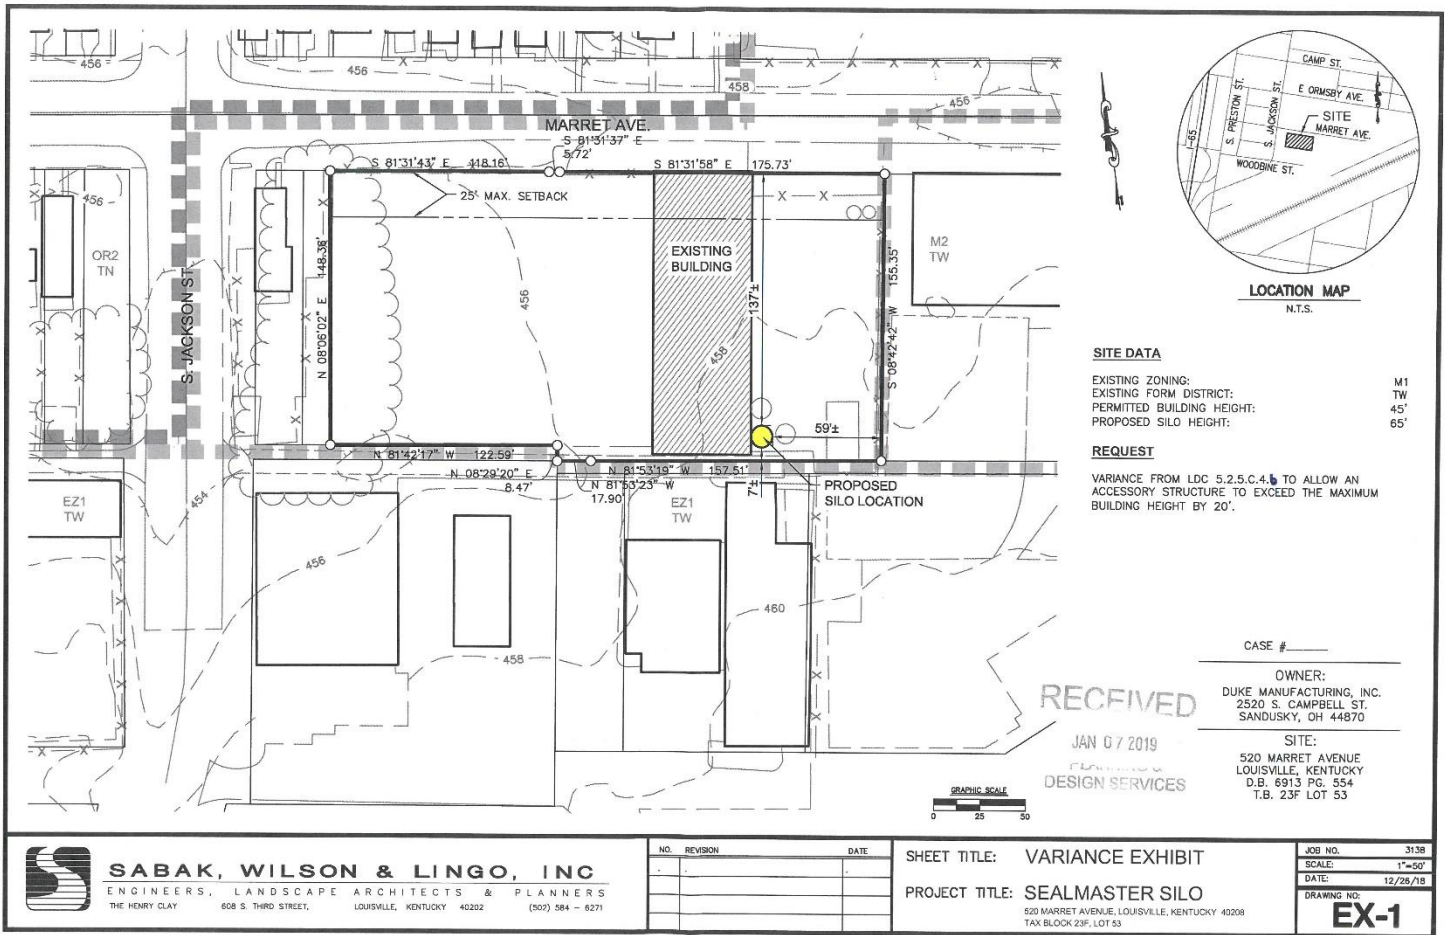 456
456
458
456
MARRET AVE.
S 81°31'37" E
5.72'
S 81°31'43" E 118.16'
S 81°31'58" E 175.73'
25' MAX. SETBACK
456
OR2
TN
S. JACKSON ST.
N 08°06'02" E 148.36'
456
EXISTING
BUILDING
137'±
458
S 08°42'42" W 155.35'
M2
TW
59'±
7'±
N 81°42'17" W 122.59'
N 08°29'20" E
8.47'
N 81°53'19" W 157.51'
N 81°53'23" W
17.90'
PROPOSED
SILO LOCATION
EZ1
TW
454
EZ1
TW
456
458
460
CAMP ST.
E ORMSBY AVE.
S. PRESTON ST.
S. JACKSON ST.
SITE
MARRET AVE.
I-65
WOODBINE ST.
LOCATION MAP
N.T.S.
SITE DATA
EXISTING ZONING: M1
EXISTING FORM DISTRICT: TW
PERMITTED BUILDING HEIGHT: 45'
PROPOSED SILO HEIGHT: 65'
REQUEST
VARIANCE FROM LDC 5.2.5.C.4.b TO ALLOW AN
ACCESSORY STRUCTURE TO EXCEED THE MAXIMUM
BUILDING HEIGHT BY 20'.
CASE #______
OWNER:
DUKE MANUFACTURING, INC.
2520 S. CAMPBELL ST.
SANDUSKY, OH 44870
SITE:
520 MARRET AVENUE
LOUISVILLE, KENTUCKY
D.B. 6913 PG. 554
T.B. 23F LOT 53
RECEIVED
JAN 07 2019
PLANNING &
DESIGN SERVICES
GRAPHIC SCALE
0 25 50
SABAK, WILSON & LINGO, INC
ENGINEERS, LANDSCAPE ARCHITECTS & PLANNERS
THE HENRY CLAY 608 S. THIRD STREET, LOUISVILLE, KENTUCKY 40202 (502) 584 - 6271
NO. REVISION DATE
SHEET TITLE: VARIANCE EXHIBIT
PROJECT TITLE: SEALMASTER SILO
520 MARRET AVENUE, LOUISVILLE, KENTUCKY 40208
TAX BLOCK 23F, LOT 53
JOB NO. 3138
SCALE: 1"=50'
DATE: 12/26/18
DRAWING NO:
EX-1